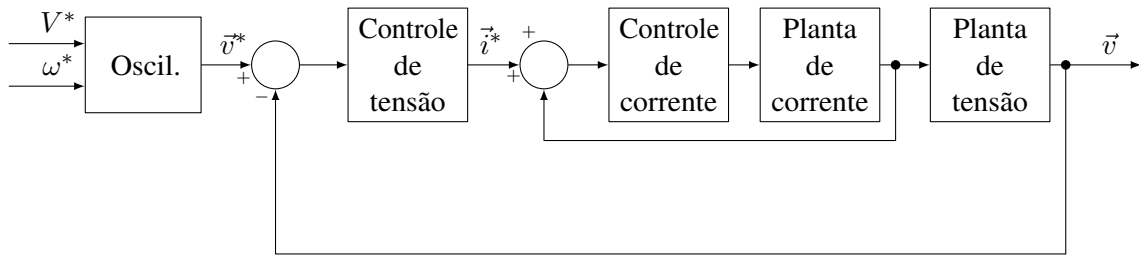 V*
ω*
Oscil.
v⃗*
+
−
Controle
de
tensão
i⃗*
+
+
Controle
de
corrente
Planta
de
corrente
Planta
de
tensão
v⃗